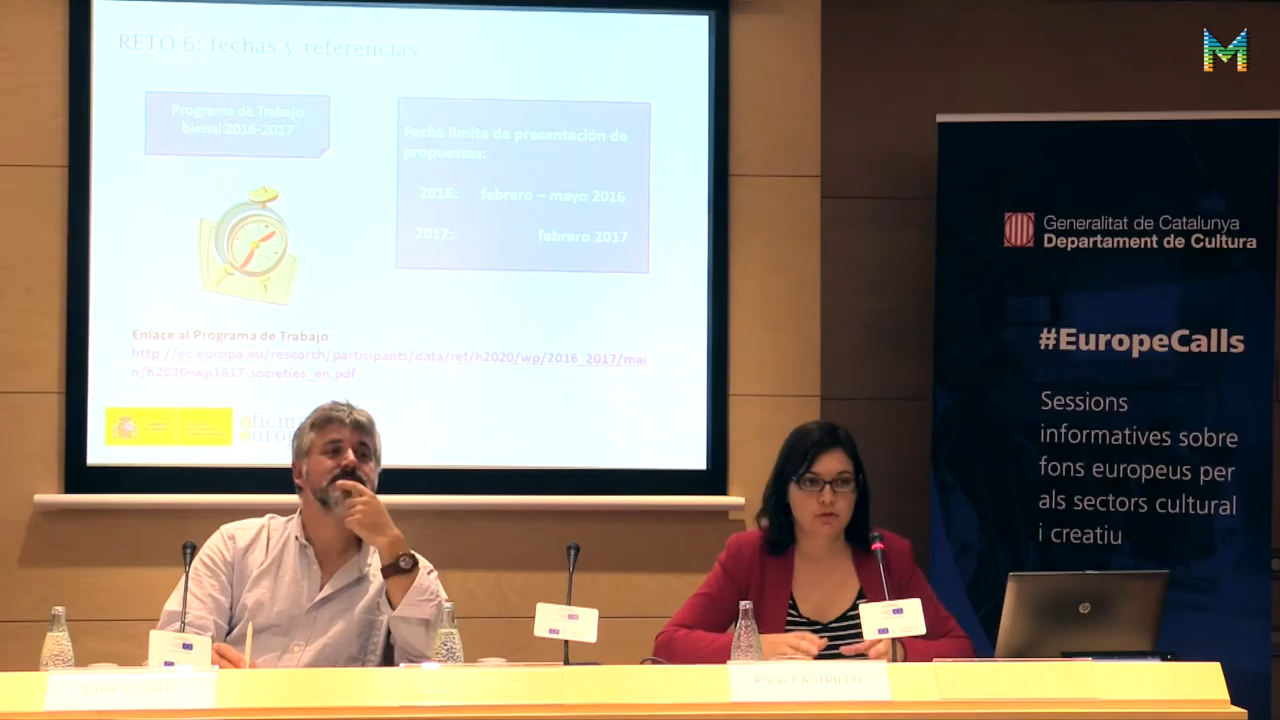 RETO 6: fechas y referencias
Programa de Trabajo
bienal 2016-2017
Fecha límite de presentación de
propuestas:
2016: febrero – mayo 2016
2017: febrero 2017
Enlace al Programa de Trabajo:
http://ec.europa.eu/research/participants/data/ref/h2020/wp/2016_2017/mai
n/h2020-wp1617-societies_en.pdf
oficina
europ
M
Generalitat de Catalunya
Departament de Cultura
#EuropeCalls
Sessions
informatives sobre
fons europeus per
als sectors cultural
i creatiu
hp
Rocío CASTRILLO